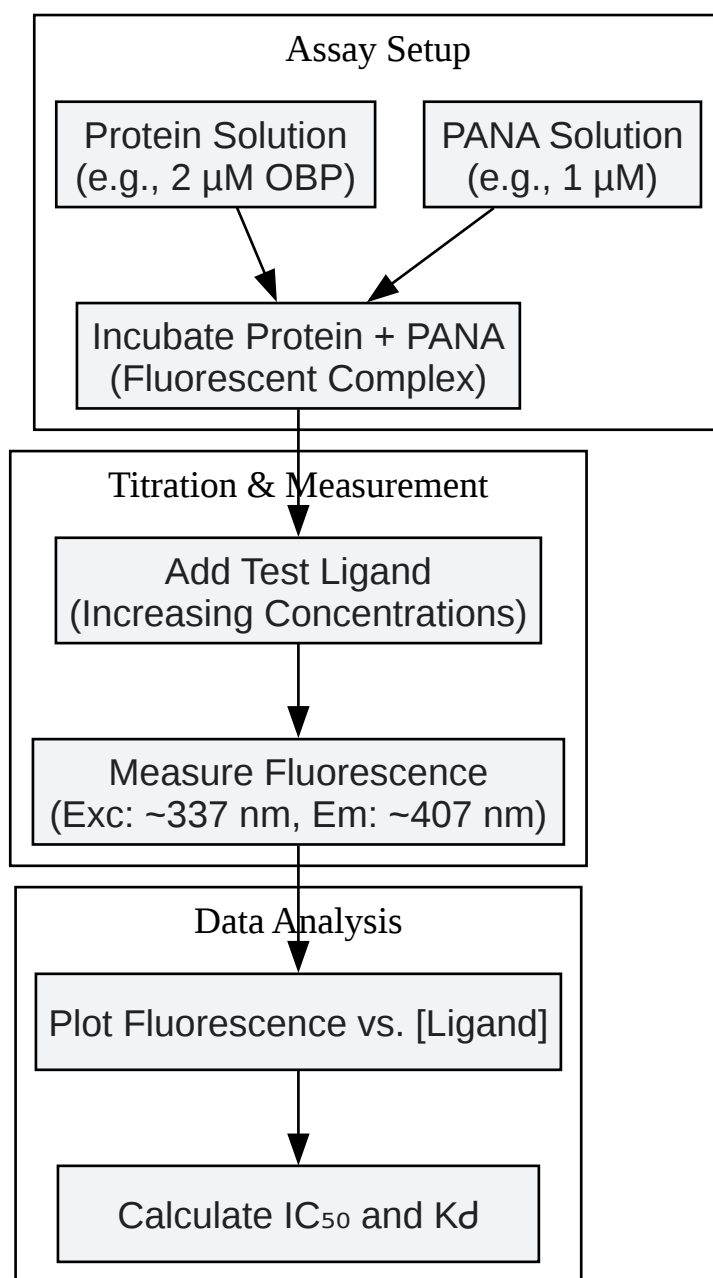 Assay Setup
Protein Solution
(e.g., 2 µM OBP)
PANA Solution
(e.g., 1 µM)
Incubate Protein + PANA
(Fluorescent Complex)
Titration & Measurement
Add Test Ligand
(Increasing Concentrations)
Measure Fluorescence
(Exc: ~337 nm, Em: ~407 nm)
Data Analysis
Plot Fluorescence vs. [Ligand]
Calculate IC₅₀ and Kԁ